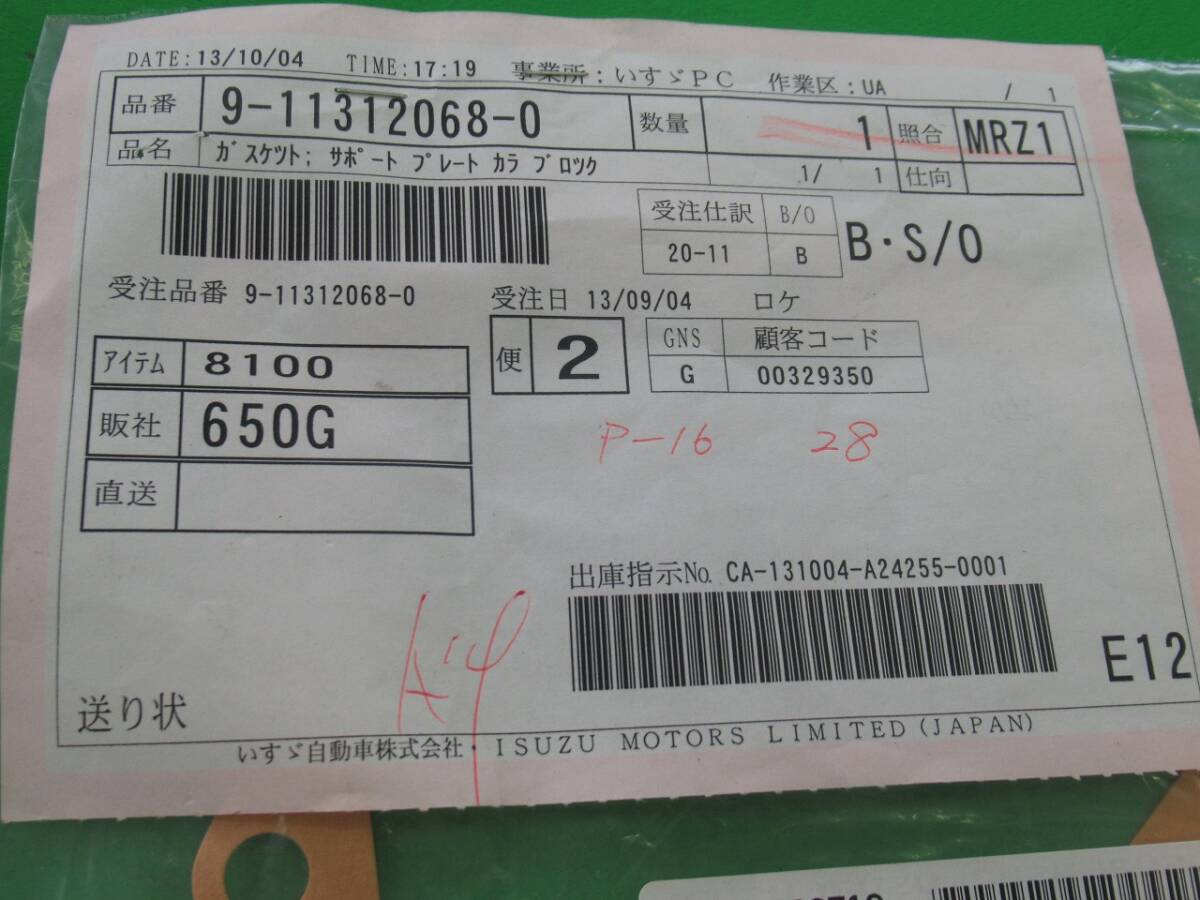 DATE:13/10/04 TIME:17:19 事業所:いすゞPC 作業区:UA / 1
品番 9-11312068-0 数量 1 照合 MRZ1
品名 ガスケツト; サポート プレート カラ ブロツク 1/ 1 仕向
受注仕訳 B/O
20-11 B B・S/O
受注品番 9-11312068-0 受注日 13/09/04 ロケ
アイテム 8100 便 2 GNS 顧客コード
G 00329350
販社 650G P-16 28
直送
出庫指示No. CA-131004-A24255-0001
E12
送り状
いすゞ自動車株式会社・ISUZU MOTORS LIMITED(JAPAN)